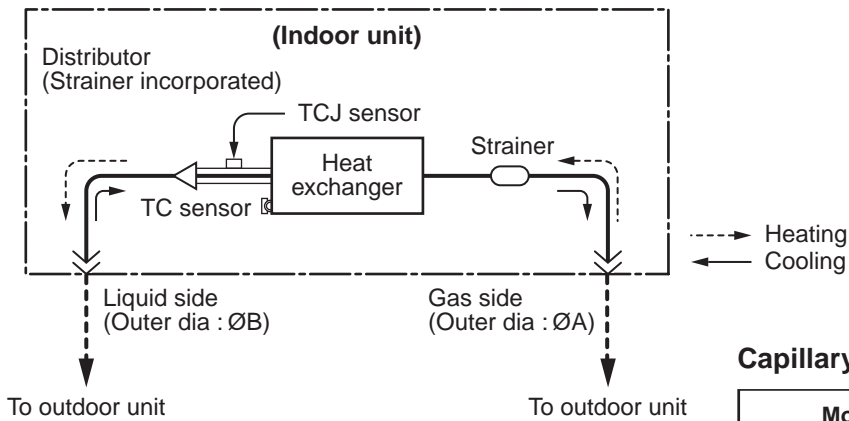 (Indoor unit)
Distributor
(Strainer incorporated)
TCJ sensor
Heat
exchanger
Strainer
TC sensor
Heating
Cooling
Liquid side
(Outer dia : ØB)
Gas side
(Outer dia : ØA)
To outdoor unit
To outdoor unit
Capillary
Mo